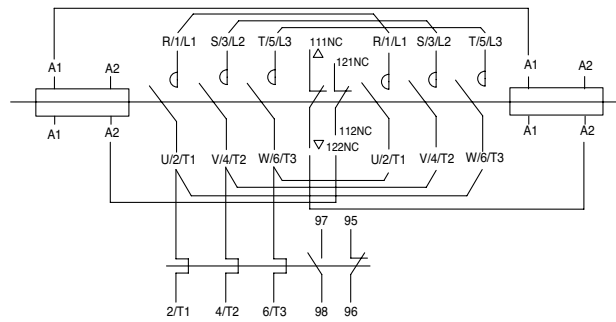 R/1/L1 S/3/L2 T/5/L3 111NC R/1/L1 S/3/L2 T/5/L3
A1 A2 121NC A1 A2
A1 A2 112NC A1 A2
122NC
U/2/T1 V/4/T2 W/6/T3 U/2/T1 V/4/T2 W/6/T3
97 95
2/T1 4/T2 6/T3 98 96